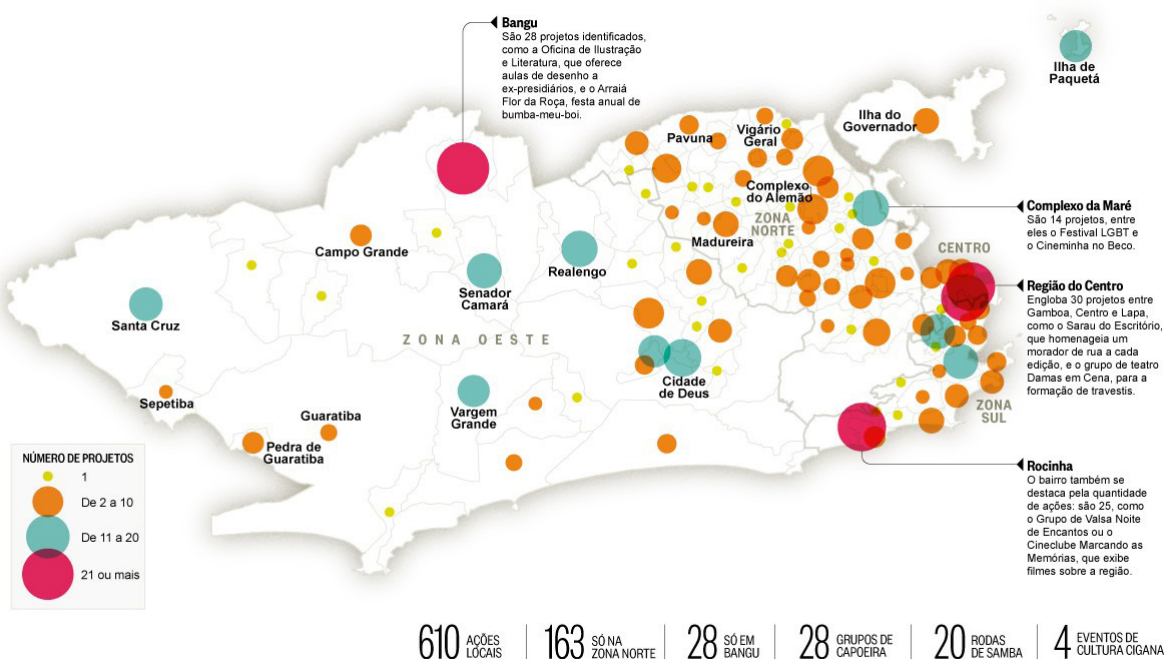 Bangu
São 28 projetos identificados,
como a Oficina de Ilustração
e Literatura, que oferece
aulas de desenho a
ex-presidiários, e o Arraiá
Flor da Roça, festa anual de
bumba-meu-boi.
Ilha de
Paquetá
Ilha do
Governador
Pavuna
Vigário
Geral
Complexo
do Alemão
ZONA
NORTE
Madureira
Complexo da Maré
São 14 projetos, entre
eles o Festival LGBT e
o Cineminha no Beco.
CENTRO
Região do Centro
Engloba 30 projetos entre
Gamboa, Centro e Lapa,
como o Sarau do Escritório,
que homenageia um
morador de rua a cada
edição, e o grupo de teatro
Damas em Cena, para a
formação de travestis.
Campo Grande
Realengo
Senador
Camará
Santa Cruz
ZONA OESTE
Cidade
de Deus
Sepetiba
Vargem
Grande
Guaratiba
Pedra de
Guaratiba
ZONA
SUL
Rocinha
O bairro também se
destaca pela quantidade
de ações: são 25, como
o Grupo de Valsa Noite
de Encantos ou o
Cineclube Marcando as
Memórias, que exibe
filmes sobre a região.
NÚMERO DE PROJETOS
1
De 2 a 10
De 11 a 20
21 ou mais
610 AÇÕES LOCAIS
163 SÓ NA ZONA NORTE
28 SÓ EM BANGU
28 GRUPOS DE CAPOEIRA
20 RODAS DE SAMBA
4 EVENTOS DE CULTURA CIGANA